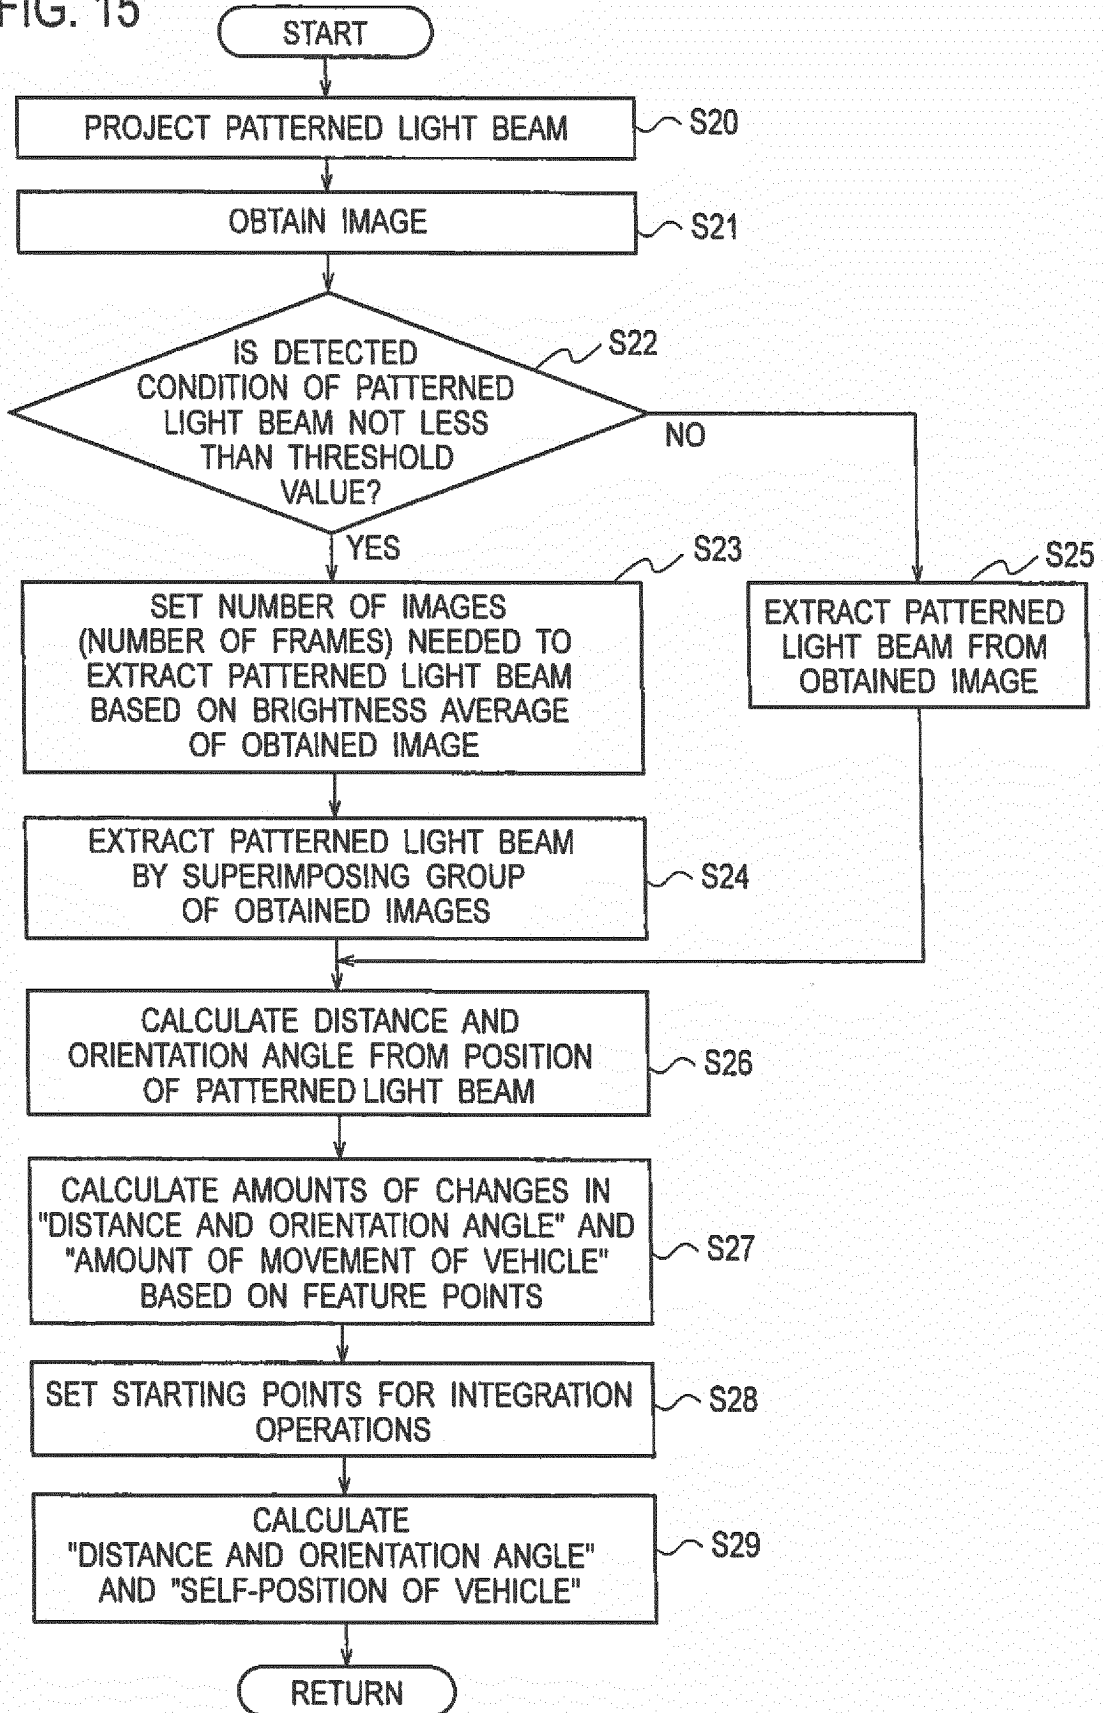 FIG. 15
START
PROJECT PATTERNED LIGHT BEAM
S20
OBTAIN IMAGE
S21
IS DETECTED
CONDITION OF PATTERNED
LIGHT BEAM NOT LESS
THAN THRESHOLD
VALUE?
S22
NO
YES
S23
SET NUMBER OF IMAGES
(NUMBER OF FRAMES) NEEDED TO
EXTRACT PATTERNED LIGHT BEAM
BASED ON BRIGHTNESS AVERAGE
OF OBTAINED IMAGE
S25
EXTRACT PATTERNED
LIGHT BEAM FROM
OBTAINED IMAGE
EXTRACT PATTERNED LIGHT BEAM
BY SUPERIMPOSING GROUP
OF OBTAINED IMAGES
S24
CALCULATE DISTANCE AND
ORIENTATION ANGLE FROM POSITION
OF PATTERNED LIGHT BEAM
S26
CALCULATE AMOUNTS OF CHANGES IN
"DISTANCE AND ORIENTATION ANGLE" AND
"AMOUNT OF MOVEMENT OF VEHICLE"
BASED ON FEATURE POINTS
S27
SET STARTING POINTS FOR INTEGRATION
OPERATIONS
S28
CALCULATE
"DISTANCE AND ORIENTATION ANGLE"
AND "SELF-POSITION OF VEHICLE"
S29
RETURN